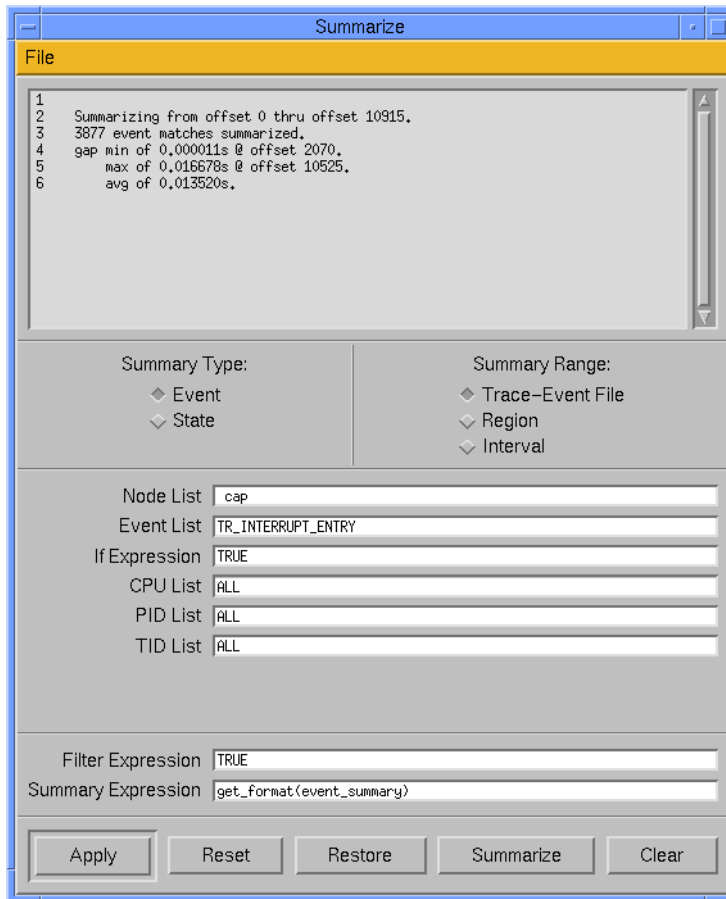 Summarize
File
1
2 Summarizing from offset 0 thru offset 10915.
3 3877 event matches summarized.
4 gap min of 0.000011s @ offset 2070.
5 max of 0.016678s @ offset 10525.
6 avg of 0.013520s.
Summary Type:
Event
State
Summary Range:
Trace-Event File
Region
Interval
Node List cap
Event List TR_INTERRUPT_ENTRY
If Expression TRUE
CPU List ALL
PID List ALL
TID List ALL
Filter Expression TRUE
Summary Expression get_format(event_summary)
Apply Reset Restore Summarize Clear